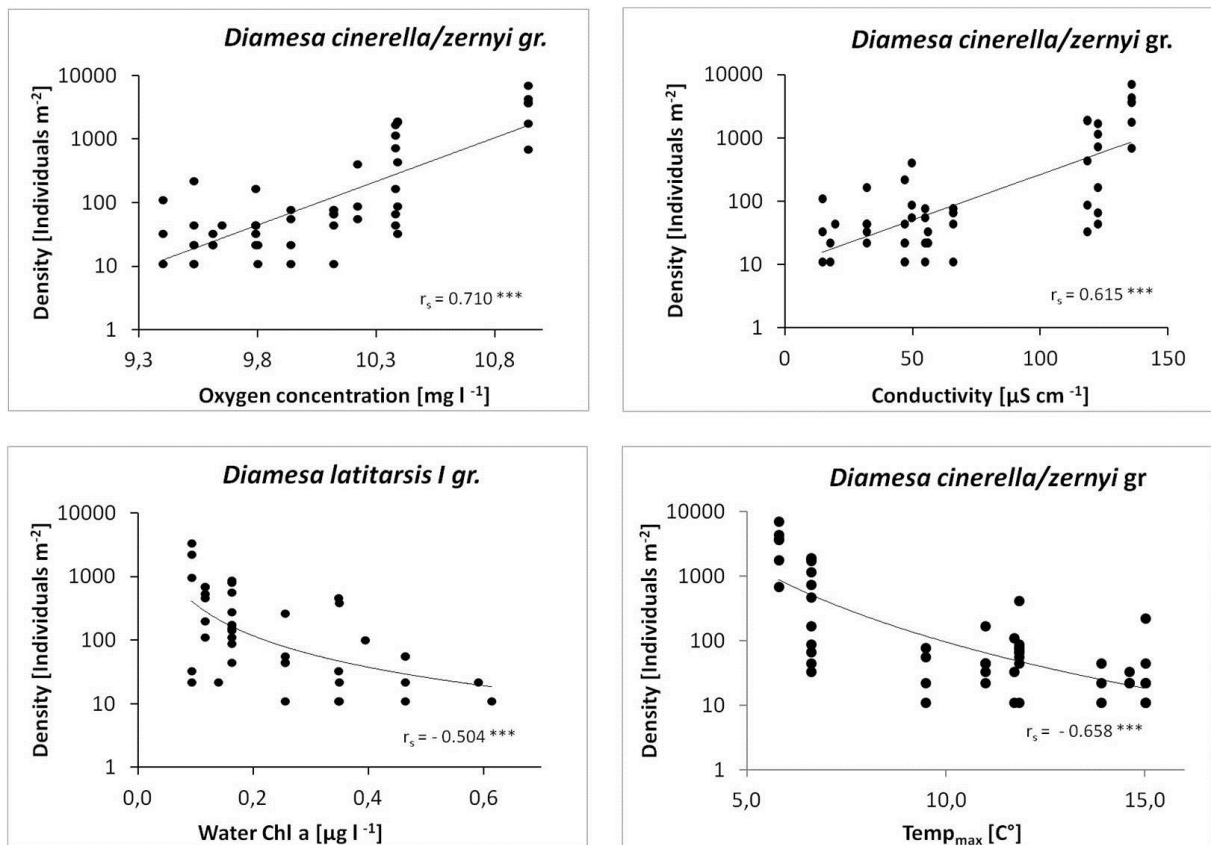 Diamesa cinerella/zernyi gr.
10000
1000
100
10
1
Density [Individuals m-2]
rs = 0.710 ***
9,3 9,8 10,3 10,8
Oxygen concentration [mg l -1]
Diamesa cinerella/zernyi gr.
10000
1000
100
10
1
Density [Individuals m-2]
rs = 0.615 ***
0 50 100 150
Conductivity [µS cm -1]
Diamesa latitarsis I gr.
10000
1000
100
10
1
Density [Individuals m-2]
rs = - 0.504 ***
0,0 0,2 0,4 0,6
Water Chl a [µg l -1]
Diamesa cinerella/zernyi gr
10000
1000
100
10
1
Density [Individuals m-2]
rs = - 0.658 ***
5,0 10,0 15,0
Tempmax [C°]